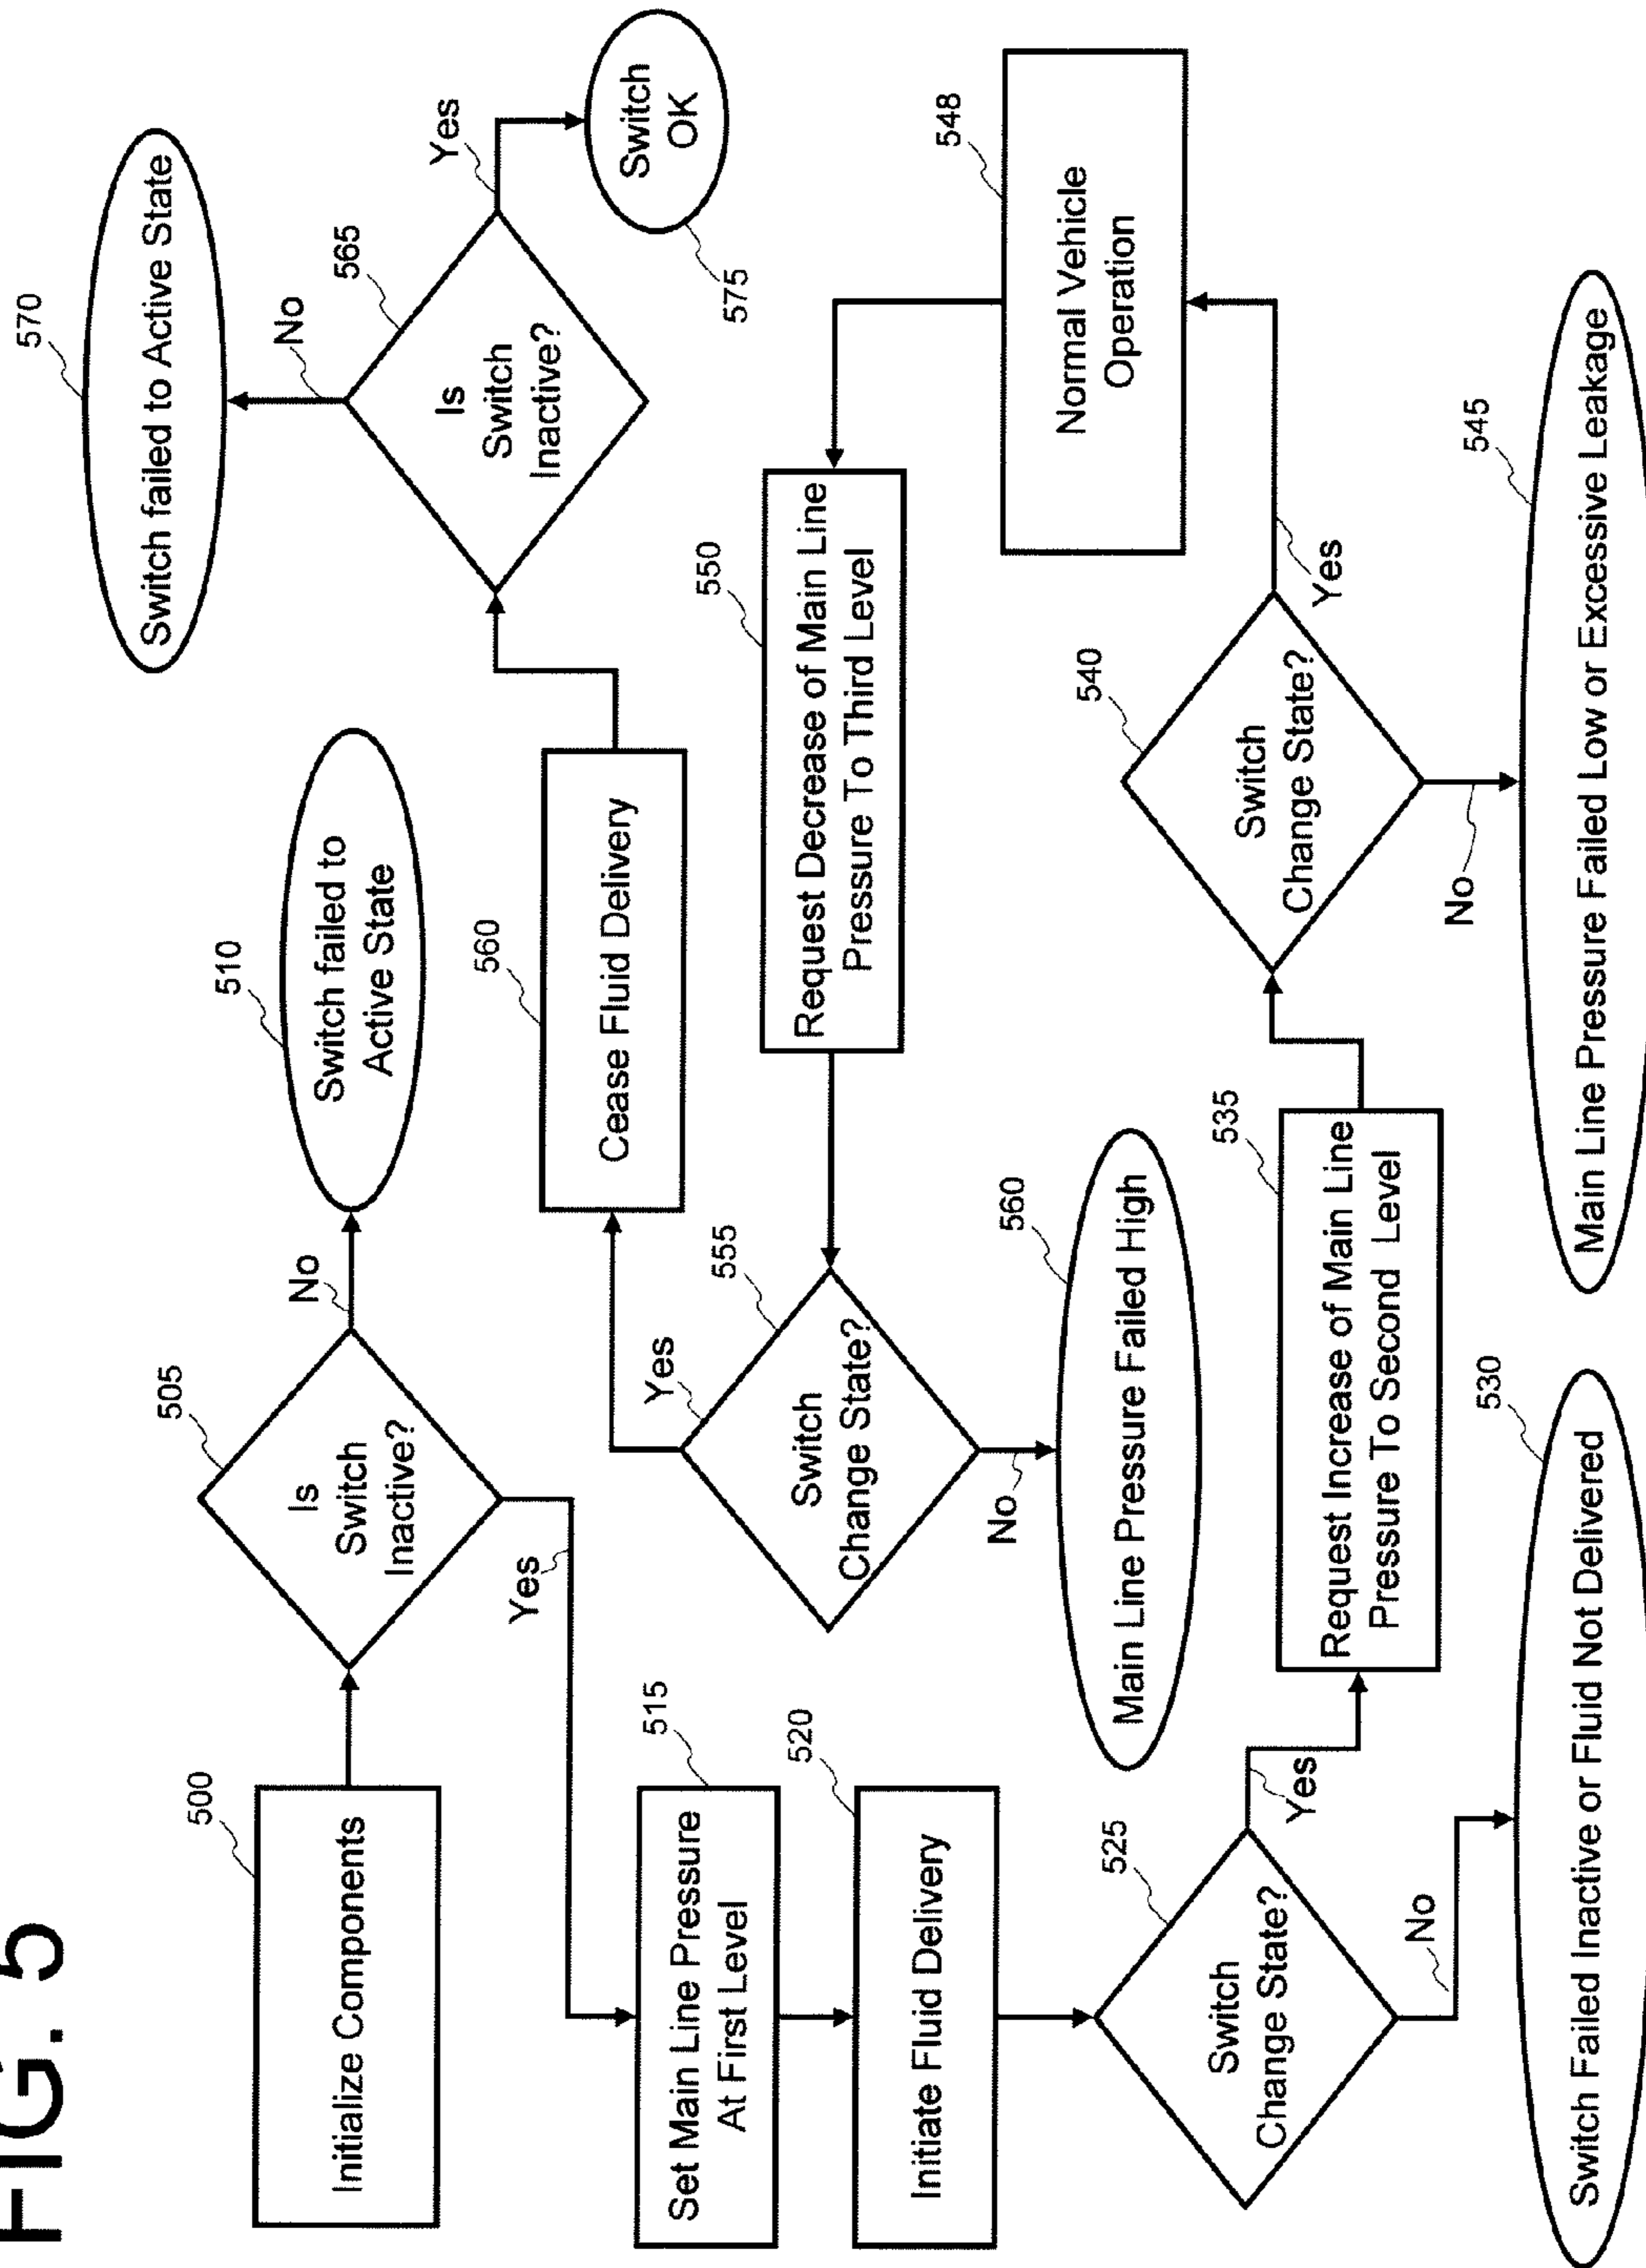 FIG. 5
500
Initialize Components
505
Is
Switch
Inactive?
No
510
Switch failed to
Active State
Yes
515
Set Main Line Pressure
At First Level
520
Initiate Fluid Delivery
525
Switch
Change State?
No
530
Switch Failed Inactive or Fluid Not Delivered
Yes
535
Request Increase of Main Line
Pressure To Second Level
540
Switch
Change State?
No
545
Main Line Pressure Failed Low or Excessive Leakage
Yes
548
Normal Vehicle
Operation
550
Request Decrease of Main Line
Pressure To Third Level
555
Switch
Change State?
No
560
Main Line Pressure Failed High
Yes
560
Cease Fluid Delivery
565
Is
Switch
Inactive?
No
570
Switch failed to Active State
Yes
575
Switch
OK